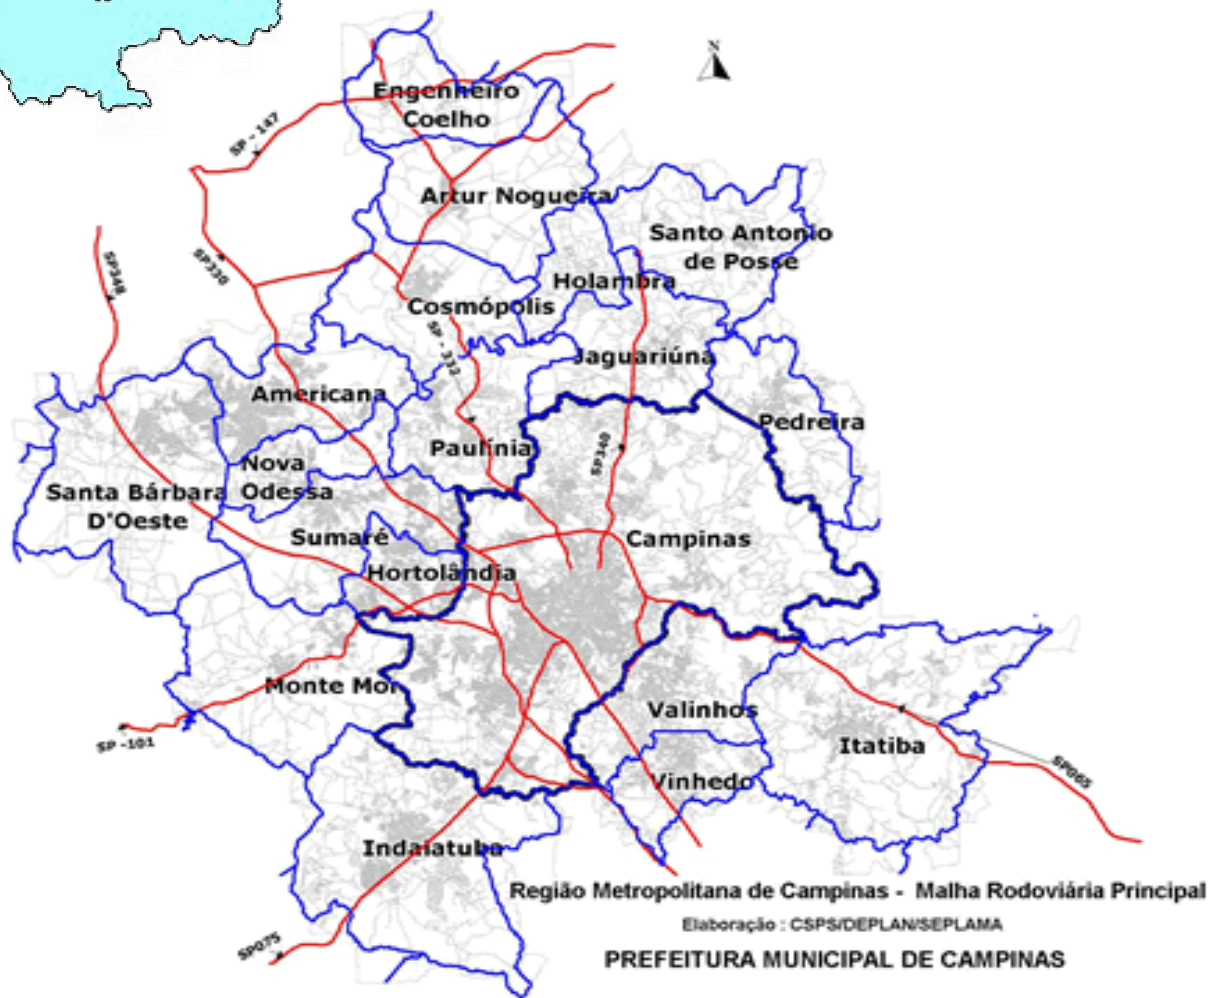 N
Engenheiro
Coelho
SP - 147
Artur Nogueira
Santo Antonio
de Posse
SP330
SP348
Holambra
Cosmópolis
SP - 332
Jaguariúna
Americana
Pedreira
Paulínia
SP340
Nova
Odessa
Santa Bárbara
D'Oeste
Sumaré
Campinas
Hortolândia
Monte Mor
Valinhos
SP -101
Itatiba
SP065
Vinhedo
Indaiatuba
Região Metropolitana de Campinas - Malha Rodoviária Principal
Elaboração : CSPS/DEPLAN/SEPLAMA
SP075
PREFEITURA MUNICIPAL DE CAMPINAS